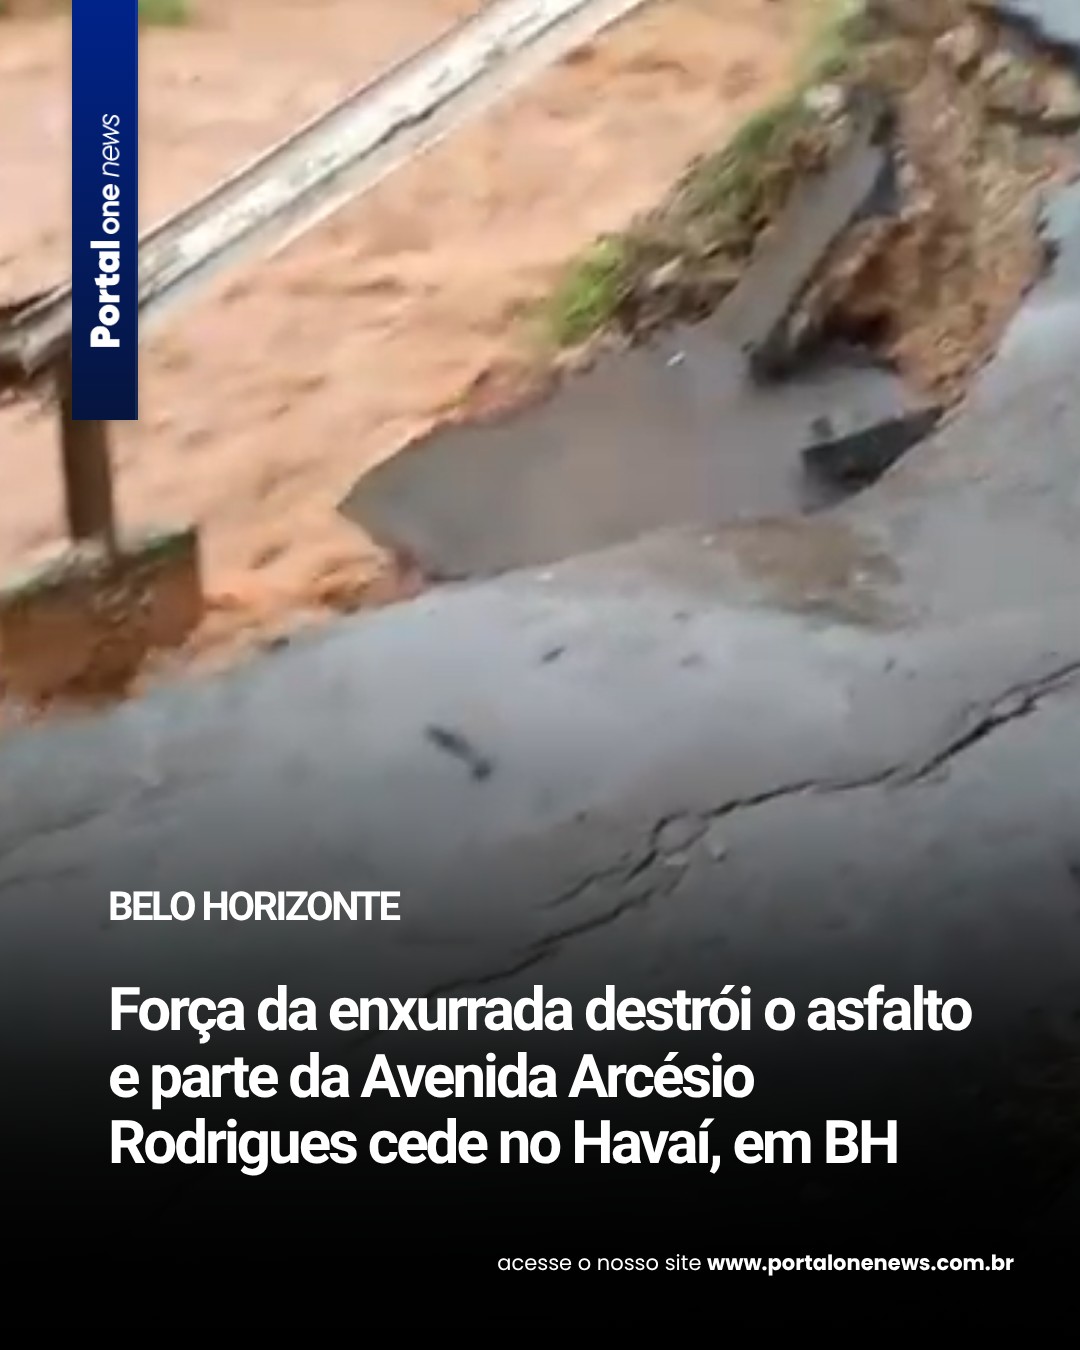 Portal one news
BELO HORIZONTE
Força da enxurrada destrói o asfalto
e parte da Avenida Arcésio
Rodrigues cede no Havaí, em BH
acesse o nosso site www.portalonenews.com.br